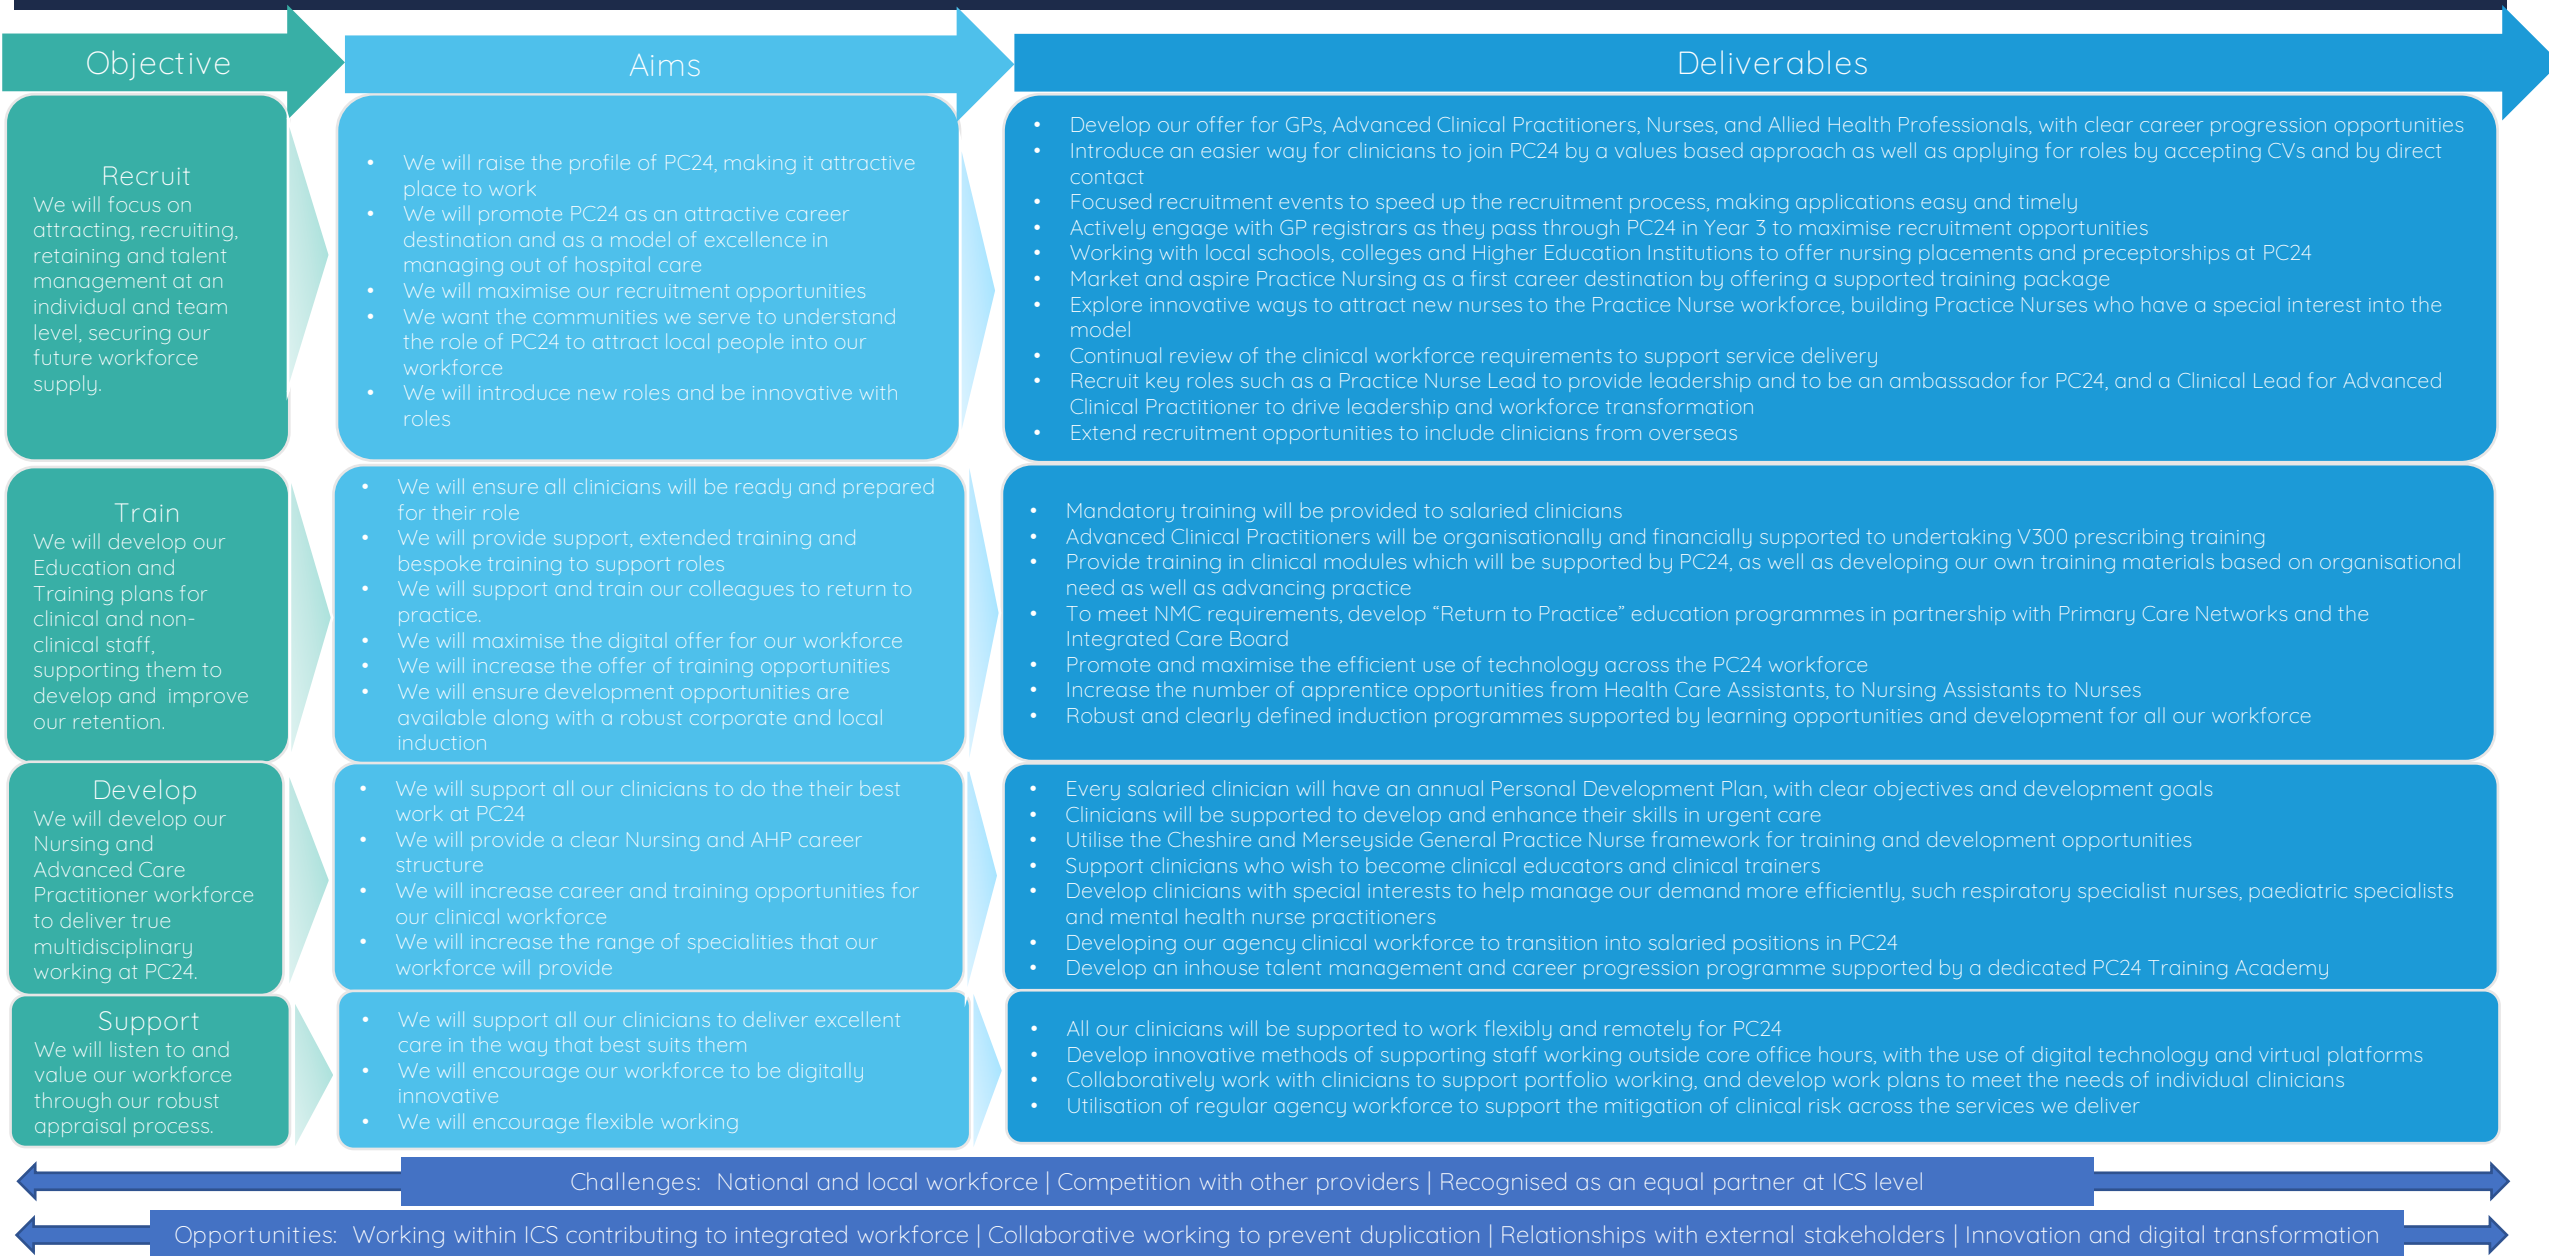 Objective
Aims
Deliverables
Recruit
We will focus on
attracting, recruiting,
retaining and talent
management at an
individual and team
level, securing our
future workforce
supply.
• We will raise the profile of PC24, making it attractive
place to work
• We will promote PC24 as an attractive career
destination and as a model of excellence in
managing out of hospital care
• We will maximise our recruitment opportunities
• We want the communities we serve to understand
the role of PC24 to attract local people into our
workforce
• We will introduce new roles and be innovative with
roles
• Develop our offer for GPs, Advanced Clinical Practitioners, Nurses, and Allied Health Professionals, with clear career progression opportunities
• Introduce an easier way for clinicians to join PC24 by a values based approach as well as applying for roles by accepting CVs and by direct
contact
• Focused recruitment events to speed up the recruitment process, making applications easy and timely
• Actively engage with GP registrars as they pass through PC24 in Year 3 to maximise recruitment opportunities
• Working with local schools, colleges and Higher Education Institutions to offer nursing placements and preceptorships at PC24
• Market and aspire Practice Nursing as a first career destination by offering a supported training package
• Explore innovative ways to attract new nurses to the Practice Nurse workforce, building Practice Nurses who have a special interest into the
model
• Continual review of the clinical workforce requirements to support service delivery
• Recruit key roles such as a Practice Nurse Lead to provide leadership and to be an ambassador for PC24, and a Clinical Lead for Advanced
Clinical Practitioner to drive leadership and workforce transformation
• Extend recruitment opportunities to include clinicians from overseas
Train
We will develop our
Education and
Training plans for
clinical and non-
clinical staff,
supporting them to
develop and improve
our retention.
• We will ensure all clinicians will be ready and prepared
for their role
• We will provide support, extended training and
bespoke training to support roles
• We will support and train our colleagues to return to
practice.
• We will maximise the digital offer for our workforce
• We will increase the offer of training opportunities
• We will ensure development opportunities are
available along with a robust corporate and local
induction
• Mandatory training will be provided to salaried clinicians
• Advanced Clinical Practitioners will be organisationally and financially supported to undertaking V300 prescribing training
• Provide training in clinical modules which will be supported by PC24, as well as developing our own training materials based on organisational
need as well as advancing practice
• To meet NMC requirements, develop “Return to Practice” education programmes in partnership with Primary Care Networks and the
Integrated Care Board
• Promote and maximise the efficient use of technology across the PC24 workforce
• Increase the number of apprentice opportunities from Health Care Assistants, to Nursing Assistants to Nurses
• Robust and clearly defined induction programmes supported by learning opportunities and development for all our workforce
Develop
We will develop our
Nursing and
Advanced Care
Practitioner workforce
to deliver true
multidisciplinary
working at PC24.
• We will support all our clinicians to do the their best
work at PC24
• We will provide a clear Nursing and AHP career
structure
• We will increase career and training opportunities for
our clinical workforce
• We will increase the range of specialities that our
workforce will provide
• Every salaried clinician will have an annual Personal Development Plan, with clear objectives and development goals
• Clinicians will be supported to develop and enhance their skills in urgent care
• Utilise the Cheshire and Merseyside General Practice Nurse framework for training and development opportunities
• Support clinicians who wish to become clinical educators and clinical trainers
• Develop clinicians with special interests to help manage our demand more efficiently, such respiratory specialist nurses, paediatric specialists
and mental health nurse practitioners
• Developing our agency clinical workforce to transition into salaried positions in PC24
• Develop an inhouse talent management and career progression programme supported by a dedicated PC24 Training Academy
Support
We will listen to and
value our workforce
through our robust
appraisal process.
• We will support all our clinicians to deliver excellent
care in the way that best suits them
• We will encourage our workforce to be digitally
innovative
• We will encourage flexible working
• All our clinicians will be supported to work flexibly and remotely for PC24
• Develop innovative methods of supporting staff working outside core office hours, with the use of digital technology and virtual platforms
• Collaboratively work with clinicians to support portfolio working, and develop work plans to meet the needs of individual clinicians
• Utilisation of regular agency workforce to support the mitigation of clinical risk across the services we deliver
Challenges: National and local workforce | Competition with other providers | Recognised as an equal partner at ICS level
Opportunities: Working within ICS contributing to integrated workforce | Collaborative working to prevent duplication | Relationships with external stakeholders | Innovation and digital transformation